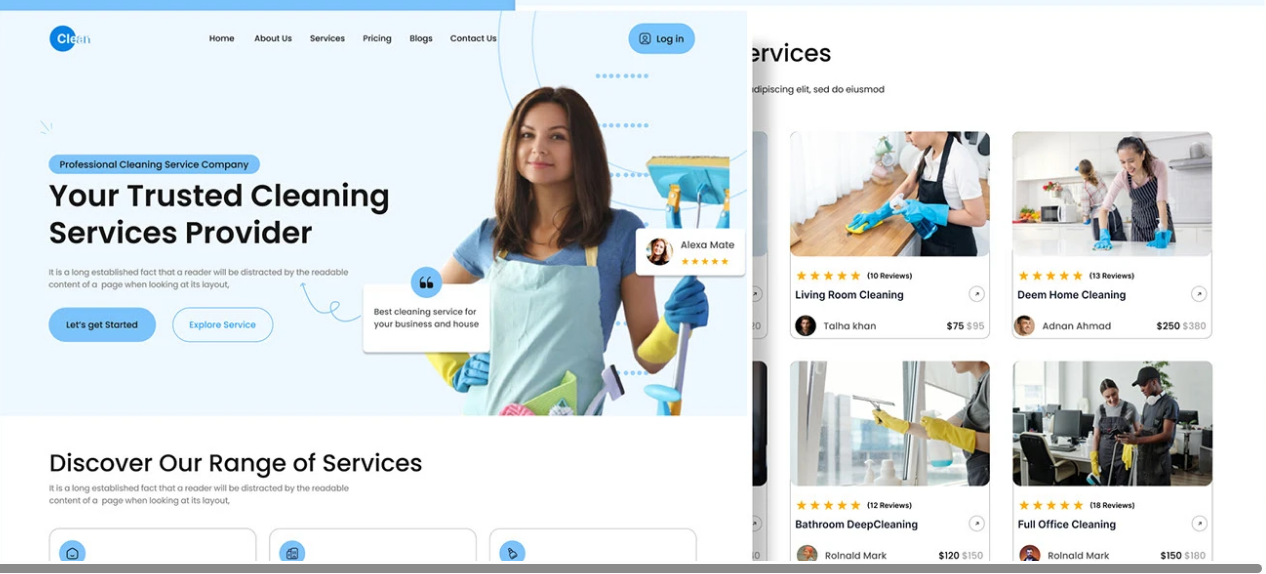 Clean
Home
About Us
Services
Pricing
Blogs
Contact Us
Log in
Professional Cleaning Service Company
Your Trusted Cleaning
Services Provider
It is a long established fact that a reader will be distracted by the readable
content of a page when looking at its layout,
Let's get Started
Explore Service
Best cleaning service for
your business and house
Alexa Mate
Discover Our Range of Services
It is a long established fact that a reader will be distracted by the readable
content of a page when looking at its layout,
ervices
dipiscing elit, sed do eiusmod
(10 Reviews)
Living Room Cleaning
Talha khan
$75 $95
(13 Reviews)
Deem Home Cleaning
Adnan Ahmad
$250 $380
(12 Reviews)
Bathroom DeepCleaning
Rolnald Mark
$120 $150
(18 Reviews)
Full Office Cleaning
Rolnald Mark
$150 $180